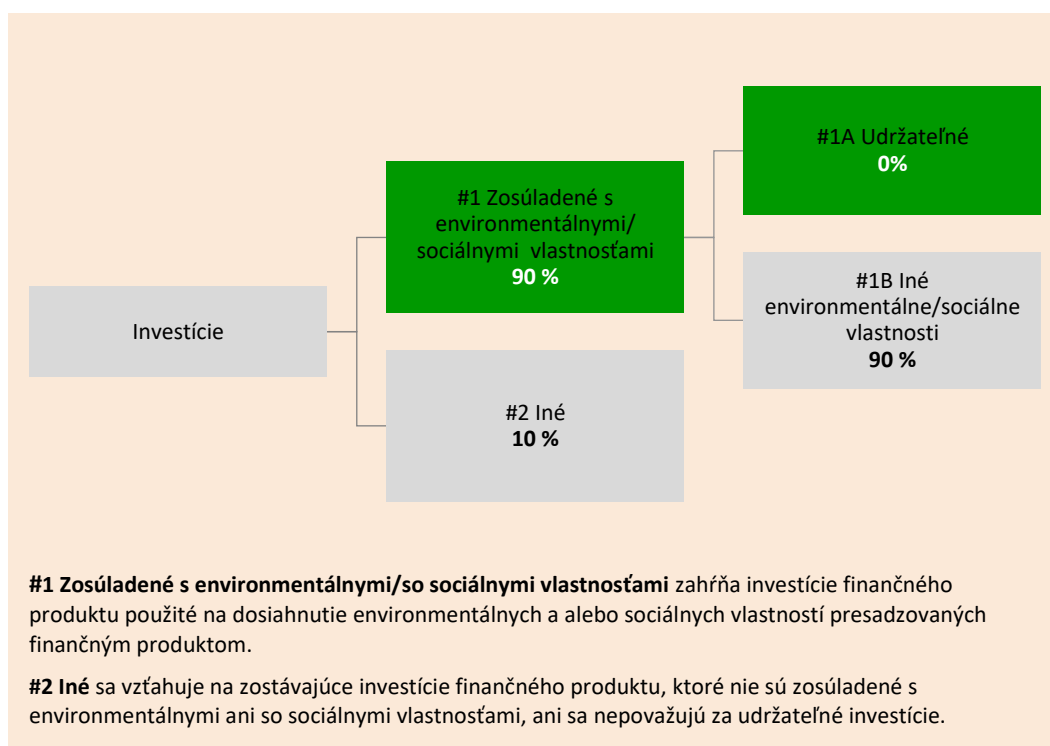 #1A Udržateľné
0%
#1 Zosúladené s
environmentálnymi/
sociálnymi vlastnosťami
90 %
#1B Iné
environmentálne/sociálne
vlastnosti
90 %
Investície
#2 Iné
10 %
#1 Zosúladené s environmentálnymi/so sociálnymi vlastnosťami zahŕňa investície finančného
produktu použité na dosiahnutie environmentálnych a alebo sociálnych vlastností presadzovaných
finančným produktom.
#2 Iné sa vzťahuje na zostávajúce investície finančného produktu, ktoré nie sú zosúladené s
environmentálnymi ani so sociálnymi vlastnosťami, ani sa nepovažujú za udržateľné investície.